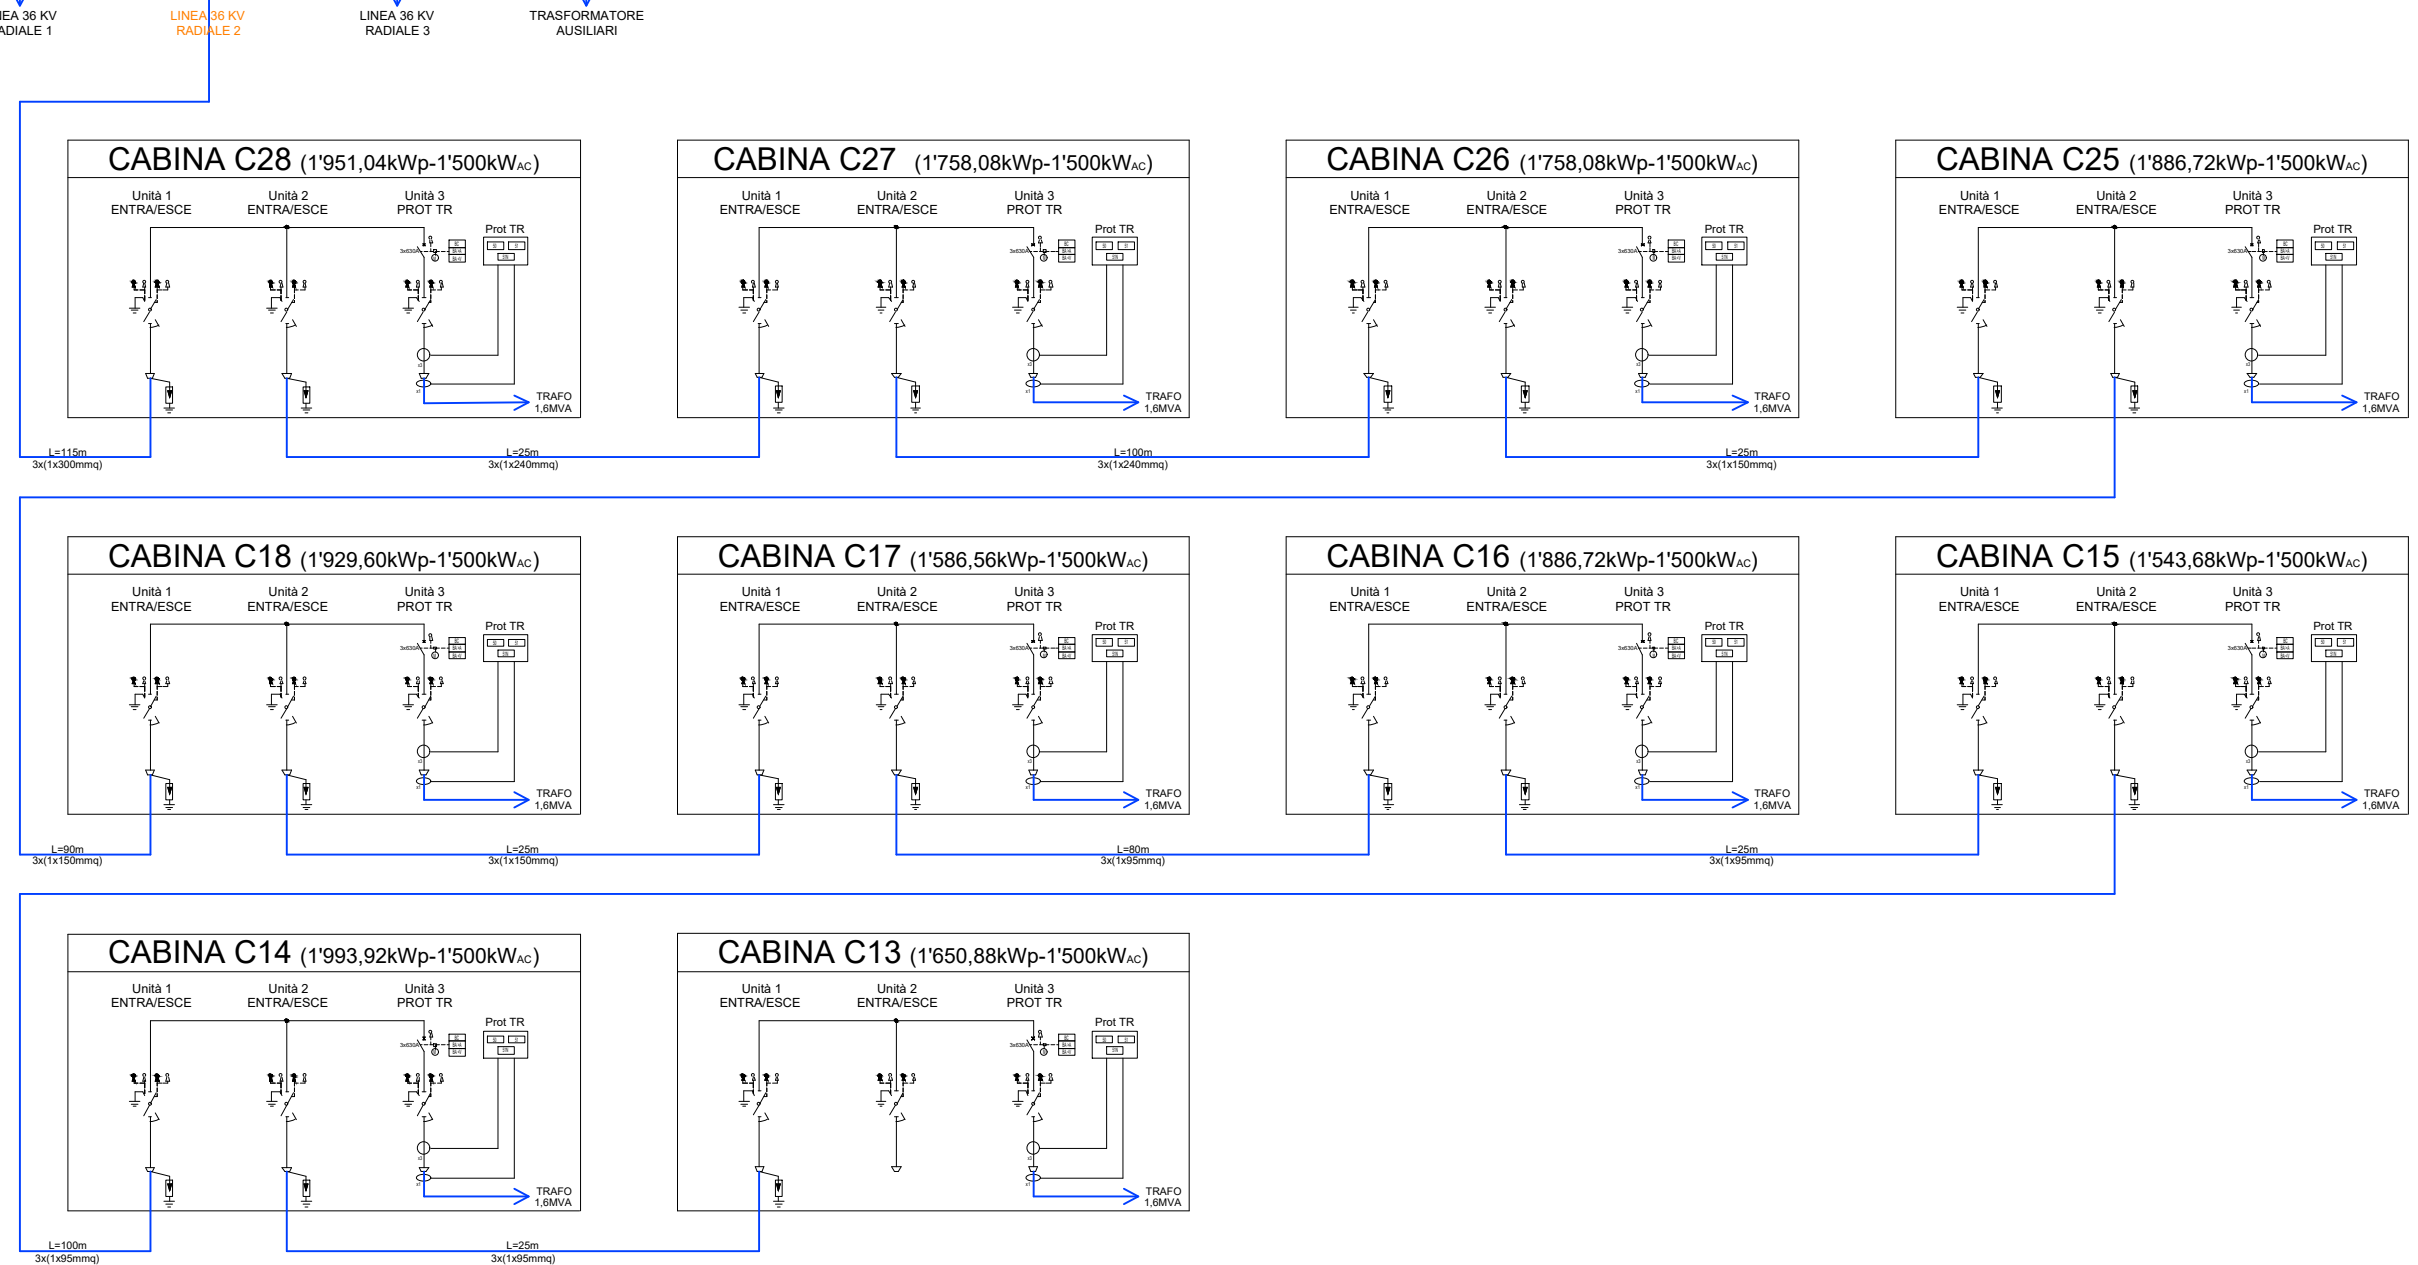 NEA 36 KV
ADIALE 1
LINEA 36 KV
RADIALE 2
LINEA 36 KV
RADIALE 3
TRASFORMATORE
AUSILIARI
CABINA C28 (1'951,04kWp-1'500kWAC)
Unità 1
ENTRA/ESCE
Unità 2
ENTRA/ESCE
Unità 3
PROT TR
Prot TR
3x630A
TRAFO
1,6MVA
CABINA C27 (1'758,08kWp-1'500kWAC)
Unità 1
ENTRA/ESCE
Unità 2
ENTRA/ESCE
Unità 3
PROT TR
Prot TR
3x630A
TRAFO
1,6MVA
CABINA C26 (1'758,08kWp-1'500kWAC)
Unità 1
ENTRA/ESCE
Unità 2
ENTRA/ESCE
Unità 3
PROT TR
Prot TR
3x630A
TRAFO
1,6MVA
CABINA C25 (1'886,72kWp-1'500kWAC)
Unità 1
ENTRA/ESCE
Unità 2
ENTRA/ESCE
Unità 3
PROT TR
Prot TR
3x630A
TRAFO
1,6MVA
L=115m
3x(1x300mmq)
L=25m
3x(1x240mmq)
L=100m
3x(1x240mmq)
L=25m
3x(1x150mmq)
CABINA C18 (1'929,60kWp-1'500kWAC)
Unità 1
ENTRA/ESCE
Unità 2
ENTRA/ESCE
Unità 3
PROT TR
Prot TR
3x630A
TRAFO
1,6MVA
CABINA C17 (1'586,56kWp-1'500kWAC)
Unità 1
ENTRA/ESCE
Unità 2
ENTRA/ESCE
Unità 3
PROT TR
Prot TR
3x630A
TRAFO
1,6MVA
CABINA C16 (1'886,72kWp-1'500kWAC)
Unità 1
ENTRA/ESCE
Unità 2
ENTRA/ESCE
Unità 3
PROT TR
Prot TR
3x630A
TRAFO
1,6MVA
CABINA C15 (1'543,68kWp-1'500kWAC)
Unità 1
ENTRA/ESCE
Unità 2
ENTRA/ESCE
Unità 3
PROT TR
Prot TR
3x630A
TRAFO
1,6MVA
L=90m
3x(1x150mmq)
L=25m
3x(1x150mmq)
L=80m
3x(1x95mmq)
L=25m
3x(1x95mmq)
CABINA C14 (1'993,92kWp-1'500kWAC)
Unità 1
ENTRA/ESCE
Unità 2
ENTRA/ESCE
Unità 3
PROT TR
Prot TR
3x630A
TRAFO
1,6MVA
CABINA C13 (1'650,88kWp-1'500kWAC)
Unità 1
ENTRA/ESCE
Unità 2
ENTRA/ESCE
Unità 3
PROT TR
Prot TR
3x630A
TRAFO
1,6MVA
L=100m
3x(1x95mmq)
L=25m
3x(1x95mmq)